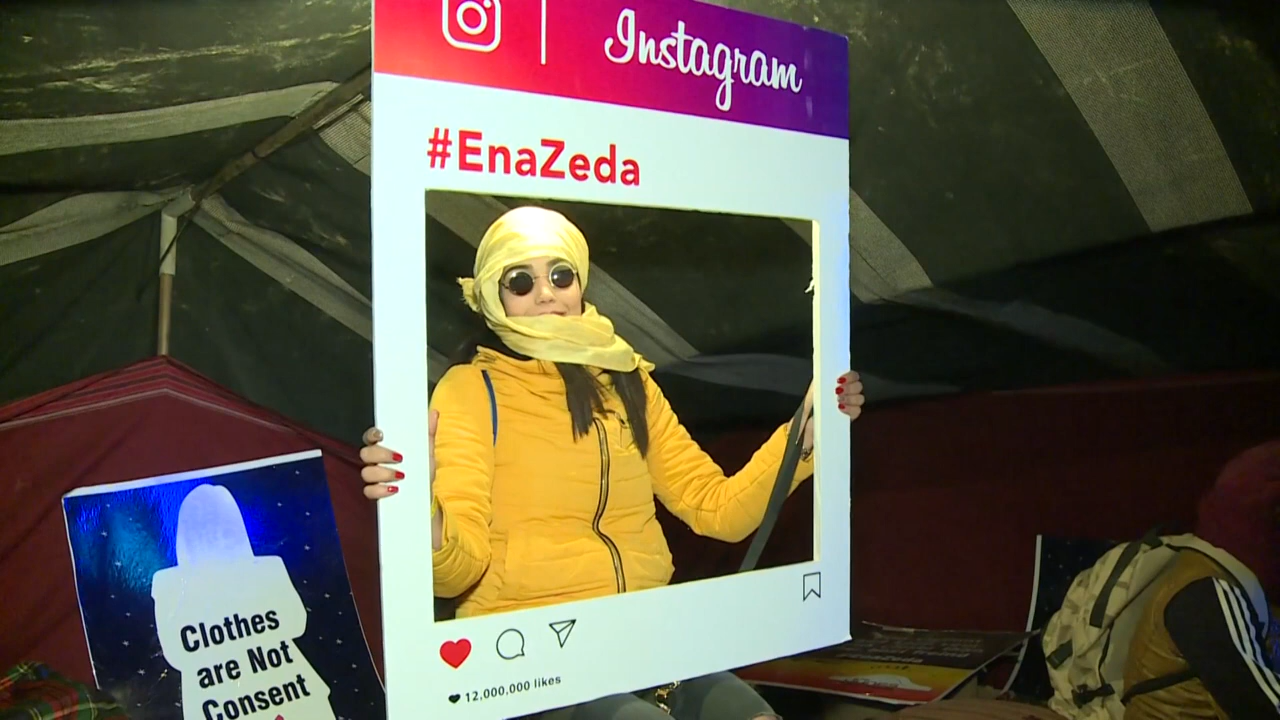 Instagram
#EnaZeda
12,000,000 likes
Clothes
are Not
Consent